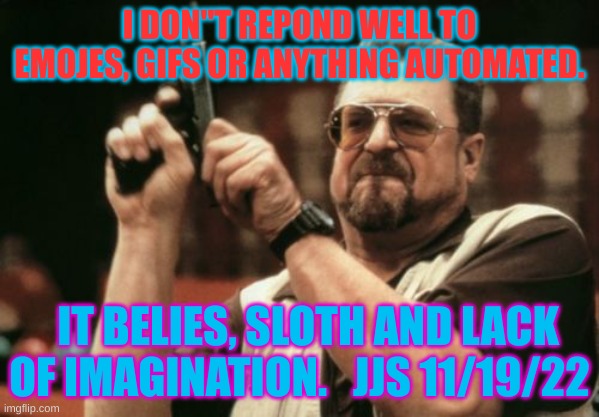 I DON"T REPOND WELL TO
EMOJES, GIFS OR ANYTHING AUTOMATED.
IT BELIES, SLOTH AND LACK
OF IMAGINATION. JJS 11/19/22
imgflip.com